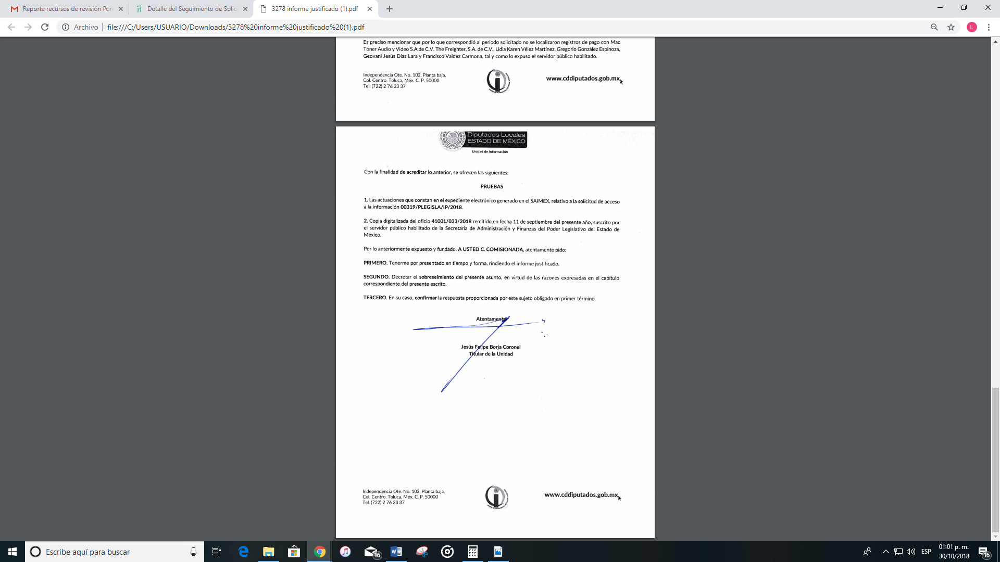 Reporte recursos de revisión Pon
Detalle del Seguimiento de Solici
3278 informe justificado (1).pdf
Archivo
file:///C:/Users/USUARIO/Downloads/3278%20informe%20justificado%20(1).pdf
L
Es preciso mencionar que por lo que correspondió al periodo solicitado no se localizaron registros de pago con Mac
Toner Audio y Video S.A de C.V. The Freighter, S.A. de C.V., Lidia Karen Vélez Martínez, Gregorio González Espinoza,
Geovani Jesús Díaz Lara y Francisco Valdez Carmona, tal y como lo expuso el servidor público habilitado.
Independencia Ote. No. 102, Planta baja,
Col. Centro. Toluca, Méx. C. P. 50000
Tel. (722) 2 76 23 37
www.cddiputados.gob.mx
Diputados Locales
ESTADO DE MÉXICO
Unidad de Información
Con la finalidad de acreditar lo anterior, se ofrecen las siguientes:
PRUEBAS
1. Las actuaciones que constan en el expediente electrónico generado en el SAIMEX, relativo a la solicitud de acceso
a la información 00319/PLEGISLA/IP/2018.
2. Copia digitalizada del oficio 41001/033/2018 remitido en fecha 11 de septiembre del presente año, suscrito por
el servidor público habilitado de la Secretaría de Administración y Finanzas del Poder Legislativo del Estado de
México.
Por lo anteriormente expuesto y fundado, A USTED C. COMISIONADA, atentamente pido:
PRIMERO. Tenerme por presentado en tiempo y forma, rindiendo el informe justificado.
SEGUNDO. Decretar el sobreseimiento del presente asunto, en virtud de las razones expresadas en el capítulo
correspondiente del presente escrito.
TERCERO. En su caso, confirmar la respuesta proporcionada por este sujeto obligado en primer término.
Atentamente
Jesús Felipe Borja Coronel
Titular de la Unidad
Independencia Ote. No. 102, Planta baja,
Col. Centro. Toluca, Méx. C. P. 50000
Tel. (722) 2 76 23 37
www.cddiputados.gob.mx
Escribe aquí para buscar
16
ESP
01:01 p. m.
30/10/2018
16